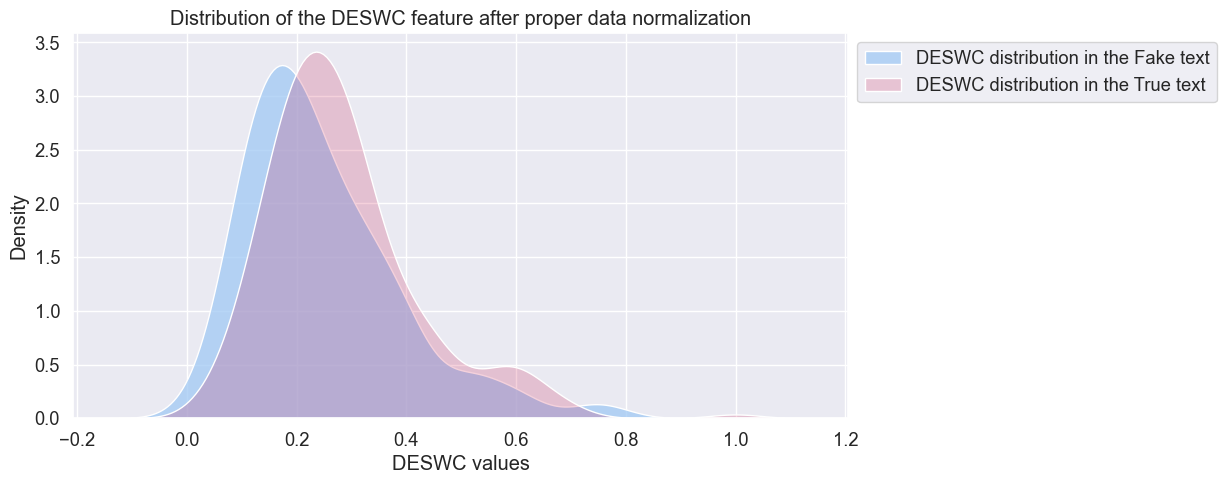 Distribution of the DESWC feature after proper data normalization
DESWC distribution in the Fake text
DESWC distribution in the True text
Density
3.5
3.0
2.5
2.0
1.5
1.0
0.5
0.0
−0.2 0.0 0.2 0.4 0.6 0.8 1.0 1.2
DESWC values